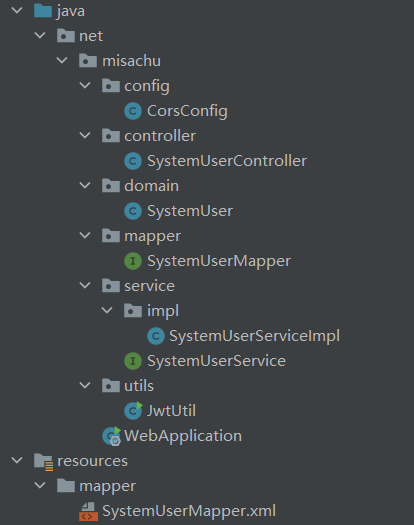 java
net
misachu
config
CorsConfig
controller
SystemUserController
domain
SystemUser
mapper
SystemUserMapper
service
impl
SystemUserServiceImpl
SystemUserService
utils
JwtUtil
WebApplication
resources
mapper
SystemUserMapper.xml